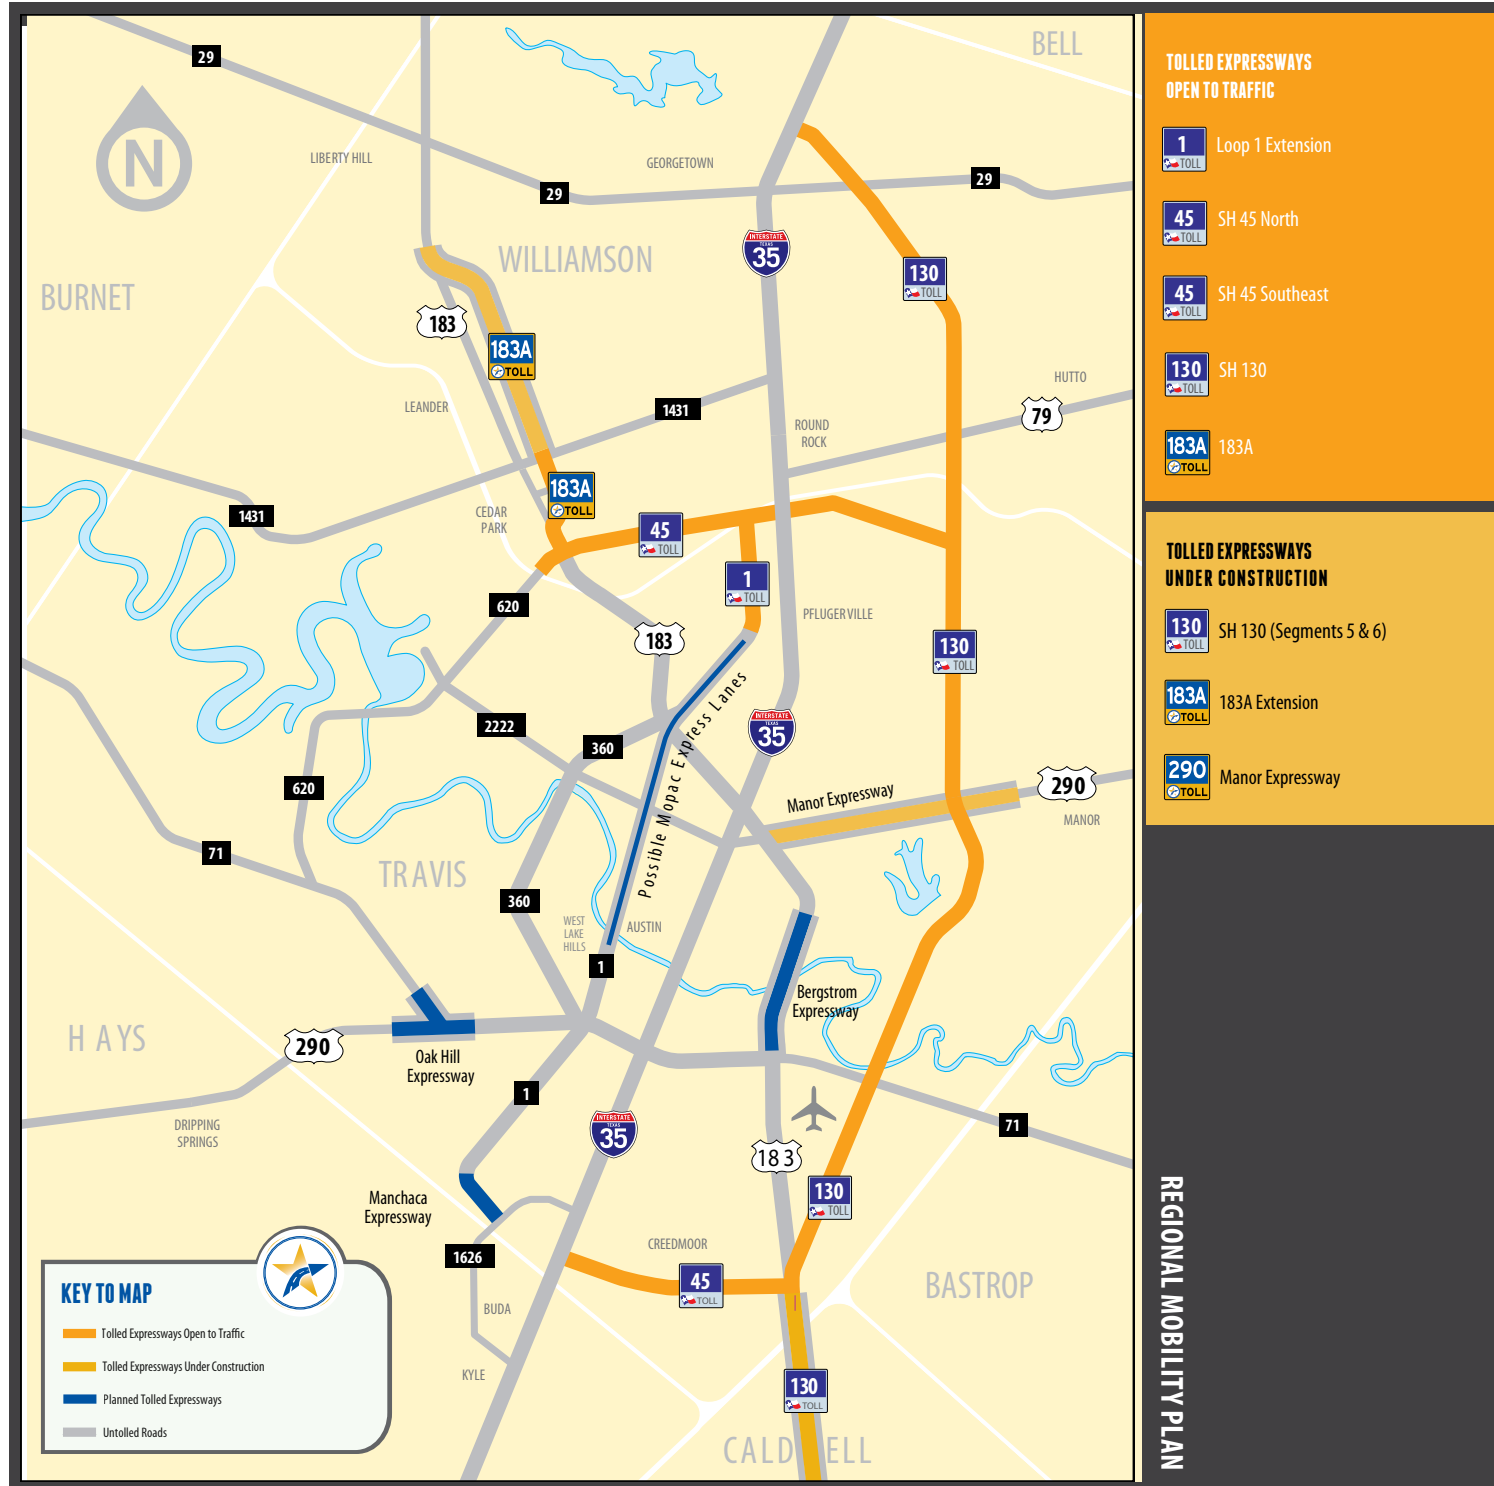 BELL
29
N
LIBERTY HILL
GEORGETOWN
29
29
WILLIAMSON
INTERSTATE
TEXAS
35
130
TOLL
BURNET
183
183A
TOLL
HUTTO
LEANDER
1431
79
ROUND
ROCK
183A
TOLL
1431
CEDAR
PARK
45
TOLL
1
TOLL
620
PFLUGERVILLE
183
130
TOLL
Possible Mopac Express Lanes
2222
INTERSTATE
TEXAS
35
360
620
Manor Expressway
290
MANOR
71
TRAVIS
360
WEST
LAKE
HILLS
AUSTIN
1
Bergstrom
Expressway
HAYS
290
Oak Hill
Expressway
1
DRIPPING
SPRINGS
INTERSTATE
TEXAS
35
71
183
Manchaca
Expressway
130
TOLL
1626
CREEDMOOR
45
TOLL
BASTROP
BUDA
KYLE
130
TOLL
CALDWELL
KEY TO MAP
Tolled Expressways Open to Traffic
Tolled Expressways Under Construction
Planned Tolled Expressways
Untolled Roads
TOLLED EXPRESSWAYS
OPEN TO TRAFFIC
1
TOLL
Loop 1 Extension
45
TOLL
SH 45 North
45
TOLL
SH 45 Southeast
130
TOLL
SH 130
183A
TOLL
183A
TOLLED EXPRESSWAYS
UNDER CONSTRUCTION
130
TOLL
SH 130 (Segments 5 & 6)
183A
TOLL
183A Extension
290
TOLL
Manor Expressway
REGIONAL MOBILITY PLAN